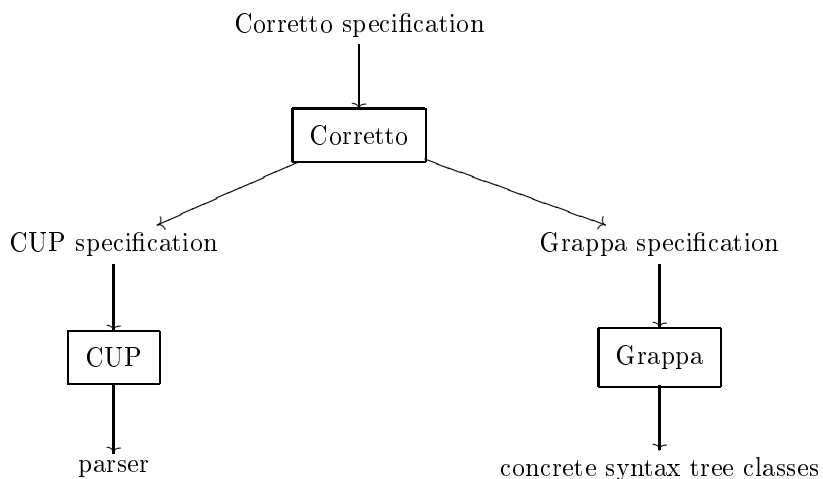 Corretto specification
Corretto
CUP specification
Grappa specification
CUP
Grappa
parser
concrete syntax tree classes